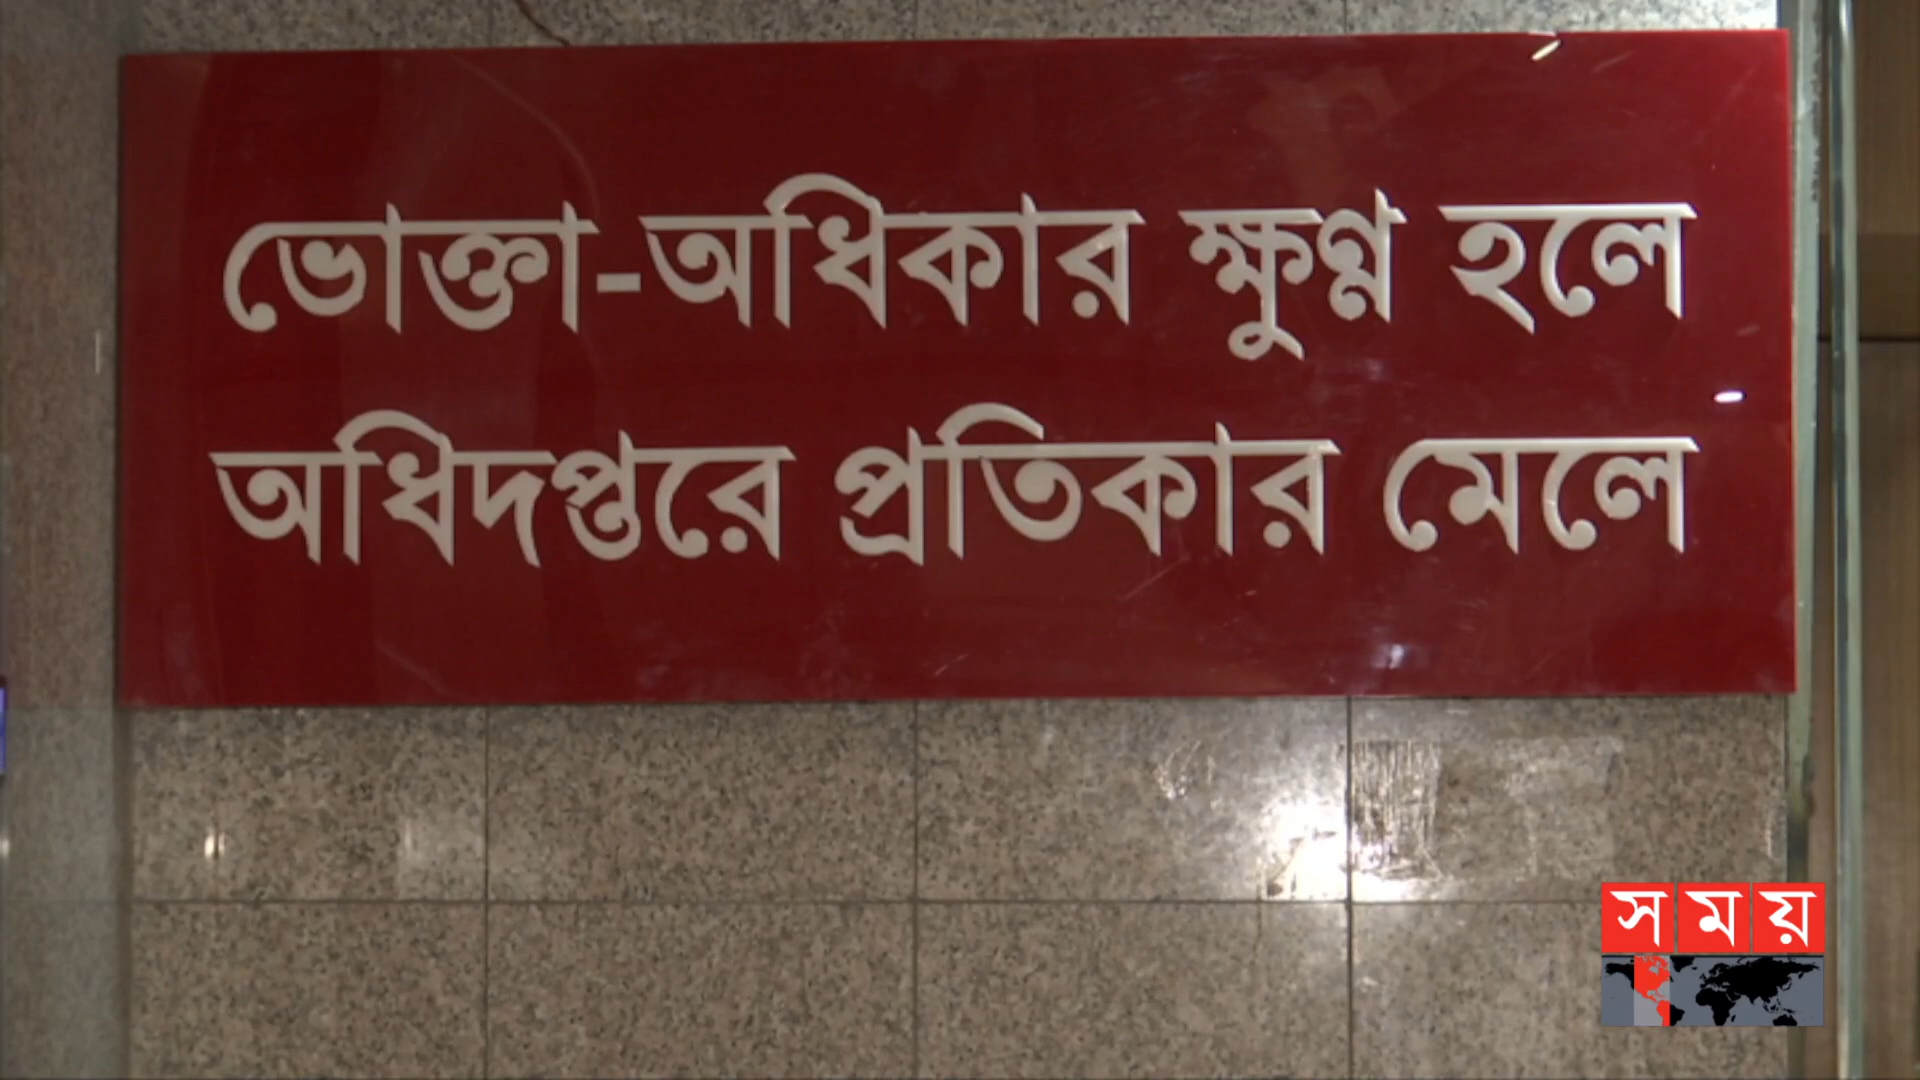 ভোক্তা-অধিকার ক্ষুণ্ন হলে
অধিদপ্তরে প্রতিকার মেলে
সময়